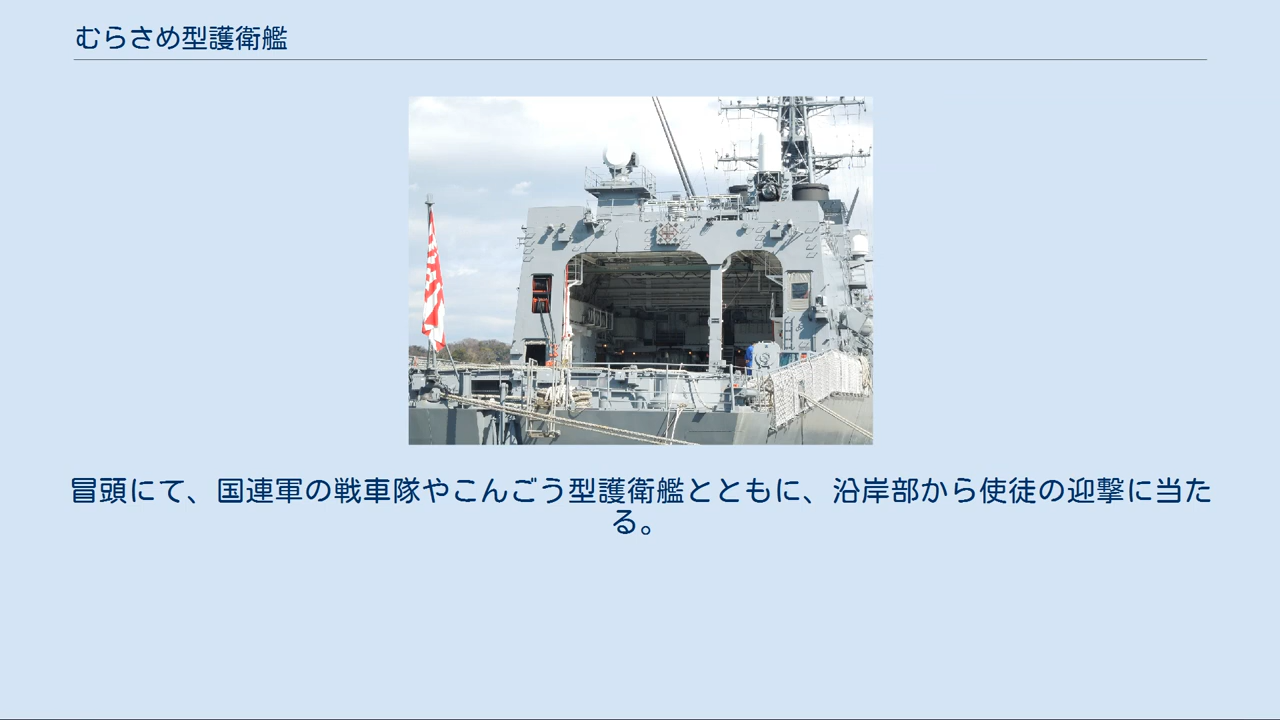 むらさめ型護衛艦
冒頭にて、国連軍の戦車隊やこんごう型護衛艦とともに、沿岸部から使徒の迎撃に当た
る。